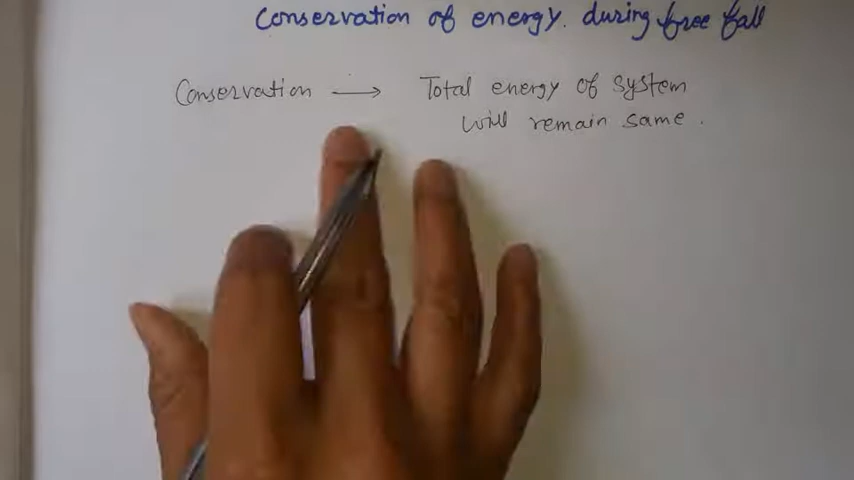 Conservation of energy. during free fall
Conservation → Total energy of system
will remain same.